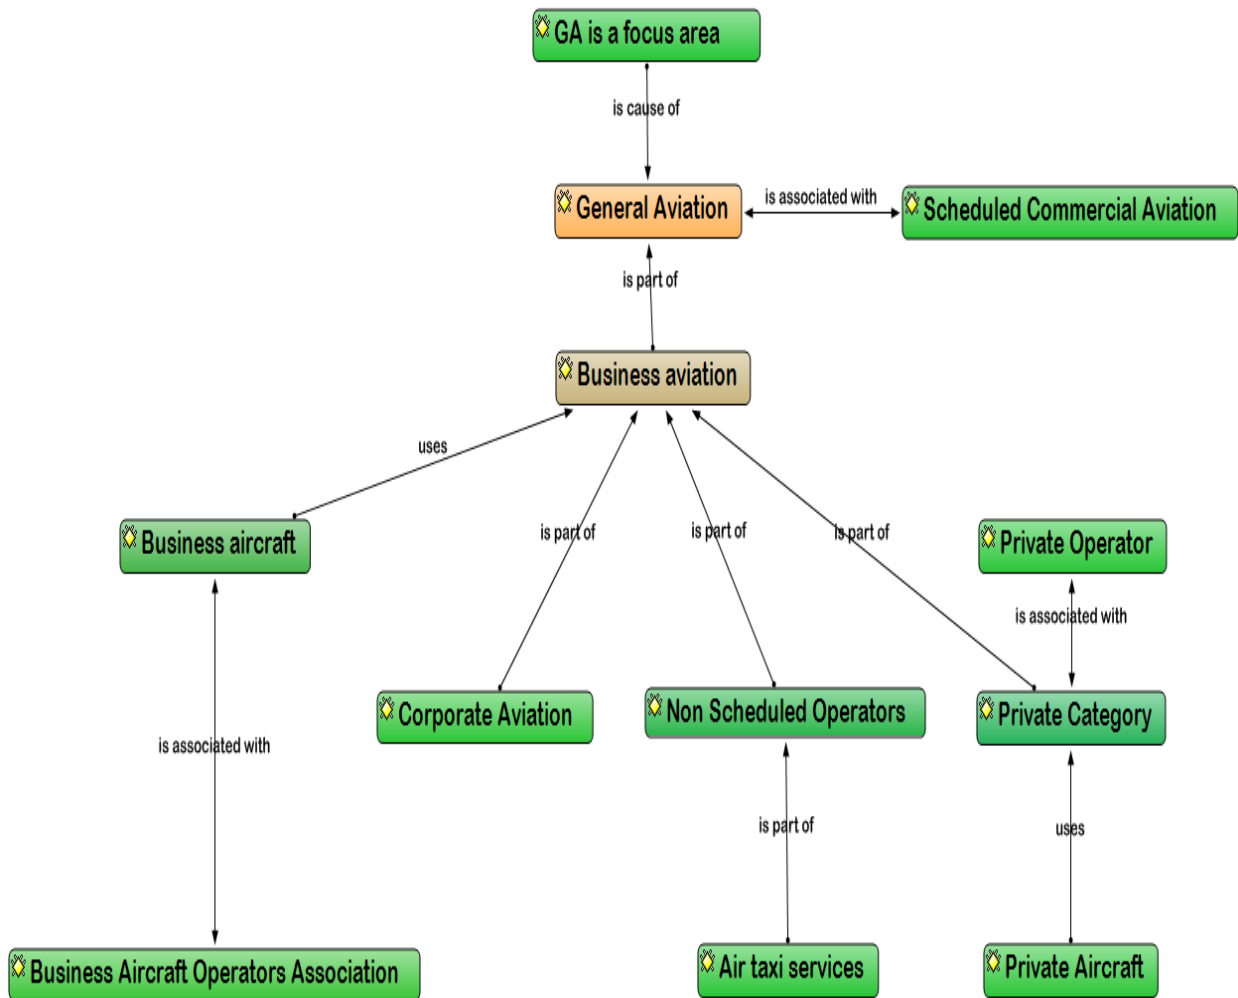 GA is a focus area
is cause of
General Aviation
is associated with
Scheduled Commercial Aviation
is part of
Business aviation
uses
Business aircraft
is part of
is part of
is part of
Private Operator
is associated with
Corporate Aviation
Non Scheduled Operators
Private Category
is associated with
is part of
uses
Business Aircraft Operators Association
Air taxi services
Private Aircraft